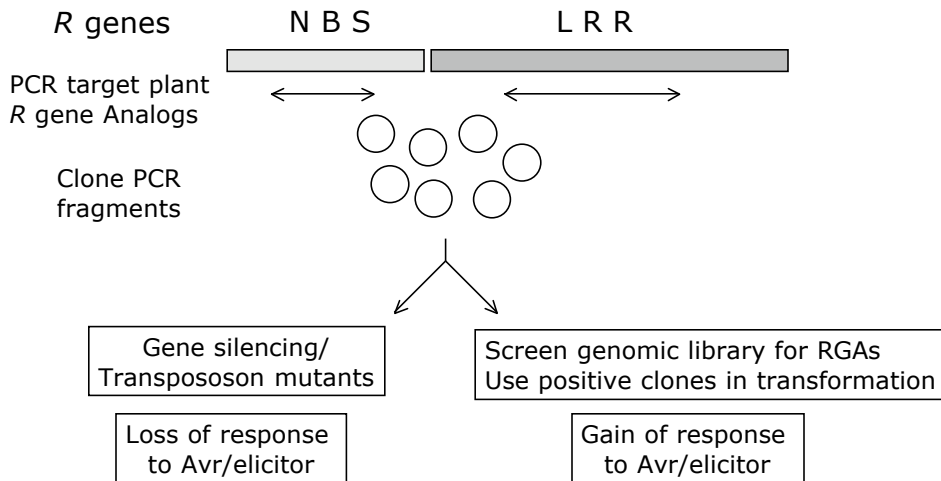 R genes
N B S
L R R
PCR target plant
R gene Analogs
Clone PCR
fragments
Gene silencing/
Transpososon mutants
Screen genomic library for RGAs
Use positive clones in transformation
Loss of response
to Avr/elicitor
Gain of response
to Avr/elicitor